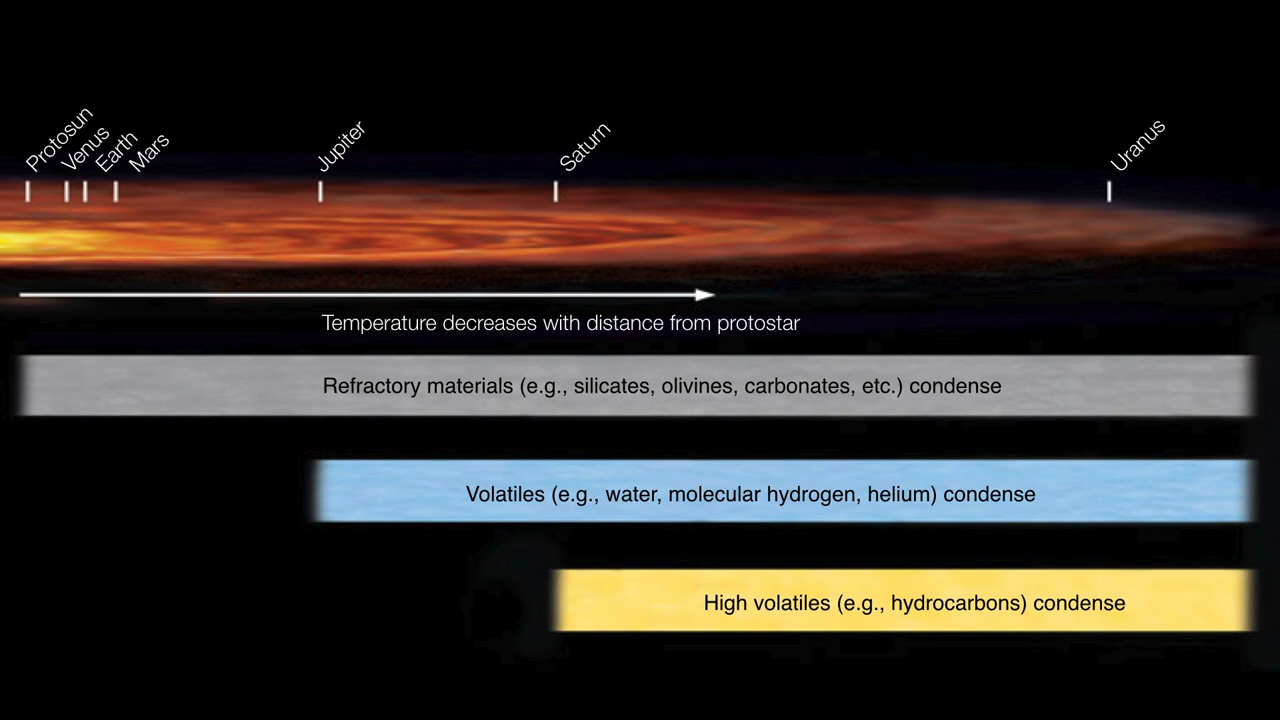 Protosun
Venus
Earth
Mars
Jupiter
Saturn
Uranus
Temperature decreases with distance from protostar
Refractory materials (e.g., silicates, olivines, carbonates, etc.) condense
Volatiles (e.g., water, molecular hydrogen, helium) condense
High volatiles (e.g., hydrocarbons) condense